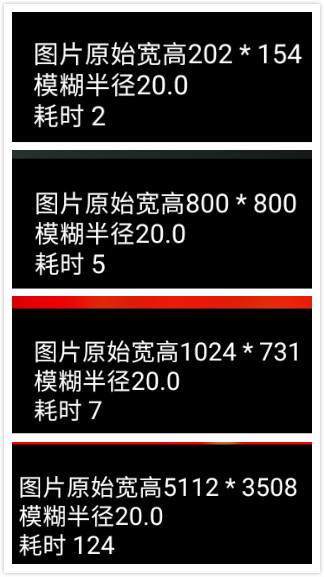 图片原始宽高202 * 154
模糊半径20.0
耗时 2
图片原始宽高800 * 800
模糊半径20.0
耗时 5
图片原始宽高1024 * 731
模糊半径20.0
耗时 7
图片原始宽高5112 * 3508
模糊半径20.0
耗时 124